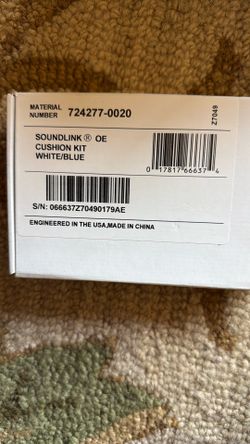 MATERIAL NUMBER 724277-0020
Z7049
SOUNDLINK® OE
CUSHION KIT
WHITE/BLUE
0 17817 66637 4
S/N: 066637Z70490179AE
ENGINEERED IN THE USA,MADE IN CHINA